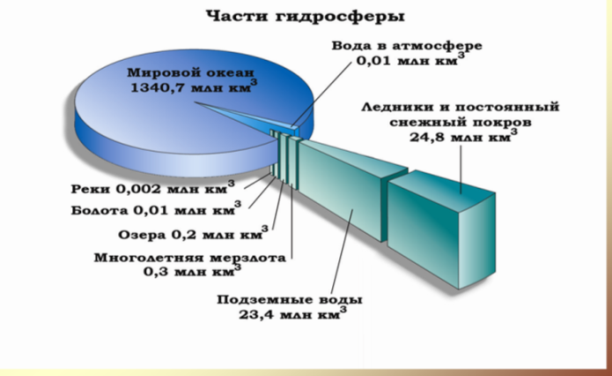 Части гидросферы
Вода в атмосфере
0,01 млн км³
Мировой океан
1340,7 млн км³
Ледники и постоянный
снежный покров
24,8 млн км³
Реки 0,002 млн км³
Болота 0,01 млн км³
Озера 0,2 млн км³
Многолетняя мерзлота
0,3 млн км³
Подземные воды
23,4 млн км³